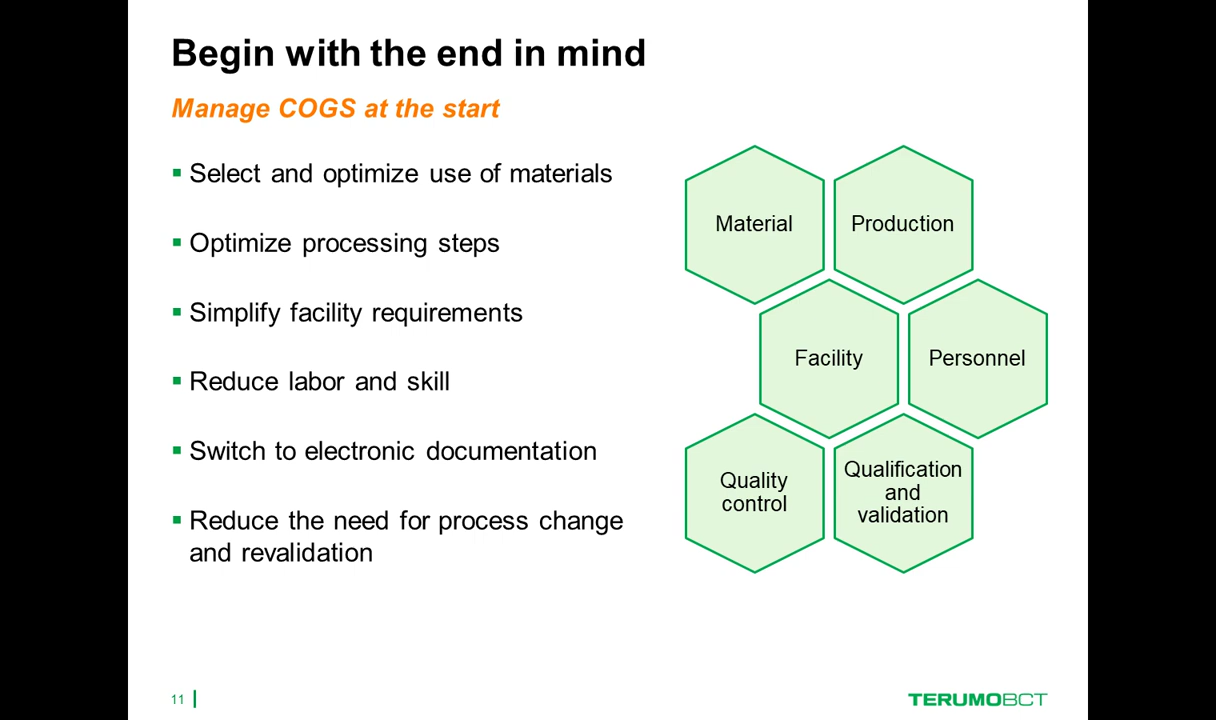 Begin with the end in mind
Manage COGS at the start
▪ Select and optimize use of materials
▪ Optimize processing steps
▪ Simplify facility requirements
▪ Reduce labor and skill
▪ Switch to electronic documentation
▪ Reduce the need for process change
and revalidation
Material
Production
Facility
Personnel
Quality
control
Qualification
and
validation
11
TERUMOBCT